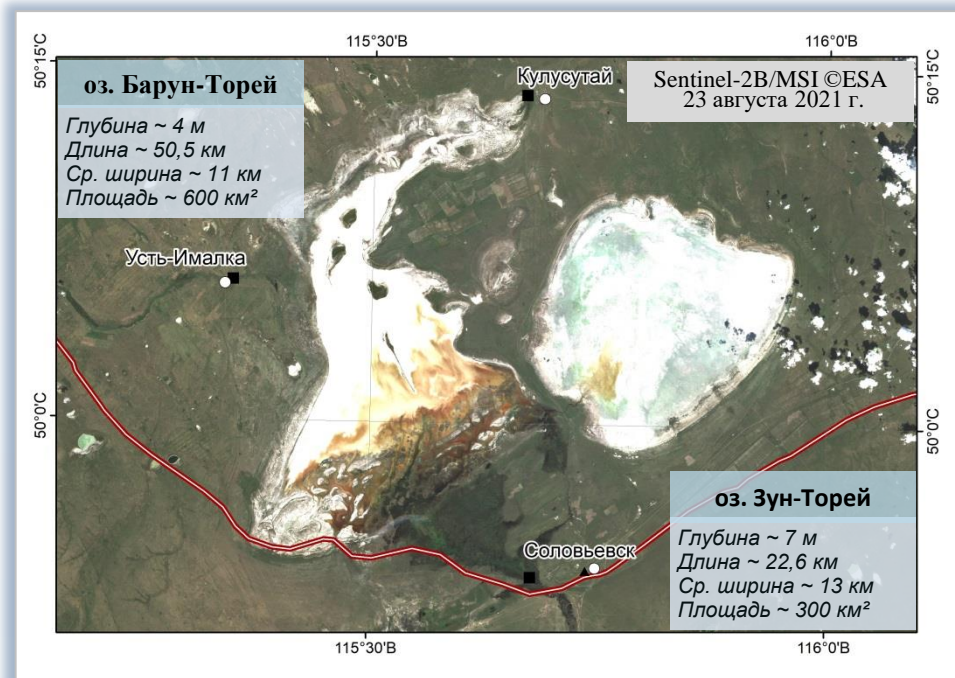 115°30'В
116°0'В
50°15'С
50°15'С
оз. Барун-Торей
Глубина ~ 4 м
Длина ~ 50,5 км
Ср. ширина ~ 11 км
Площадь ~ 600 км²
Кулусутай
Sentinel-2B/MSI ©ESA
23 августа 2021 г.
Усть-Ималка
50°0'С
50°0'С
оз. Зун-Торей
Глубина ~ 7 м
Длина ~ 22,6 км
Ср. ширина ~ 13 км
Площадь ~ 300 км²
Соловьевск
115°30'В
116°0'В